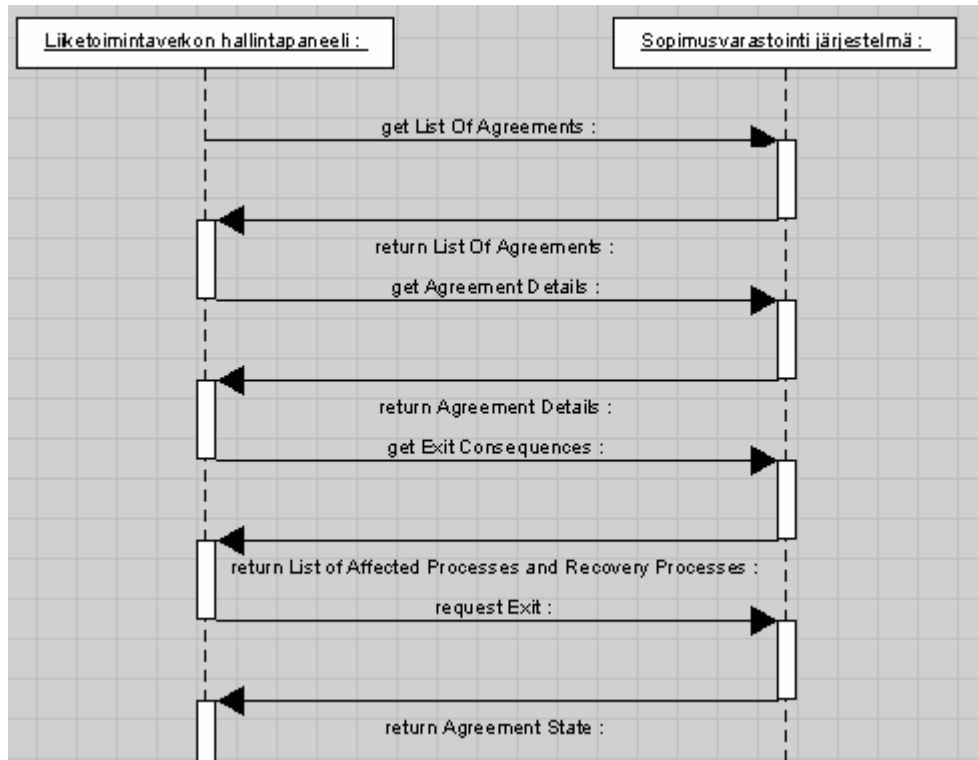 Liiketoimintaverkon hallintapaneeli :
Sopimusvarastointi järjestelmä :
get List Of Agreements :
return List Of Agreements :
get Agreement Details :
return Agreement Details :
get Exit Consequences :
return List of Affected Processes and Recovery Processes :
request Exit :
return Agreement State :